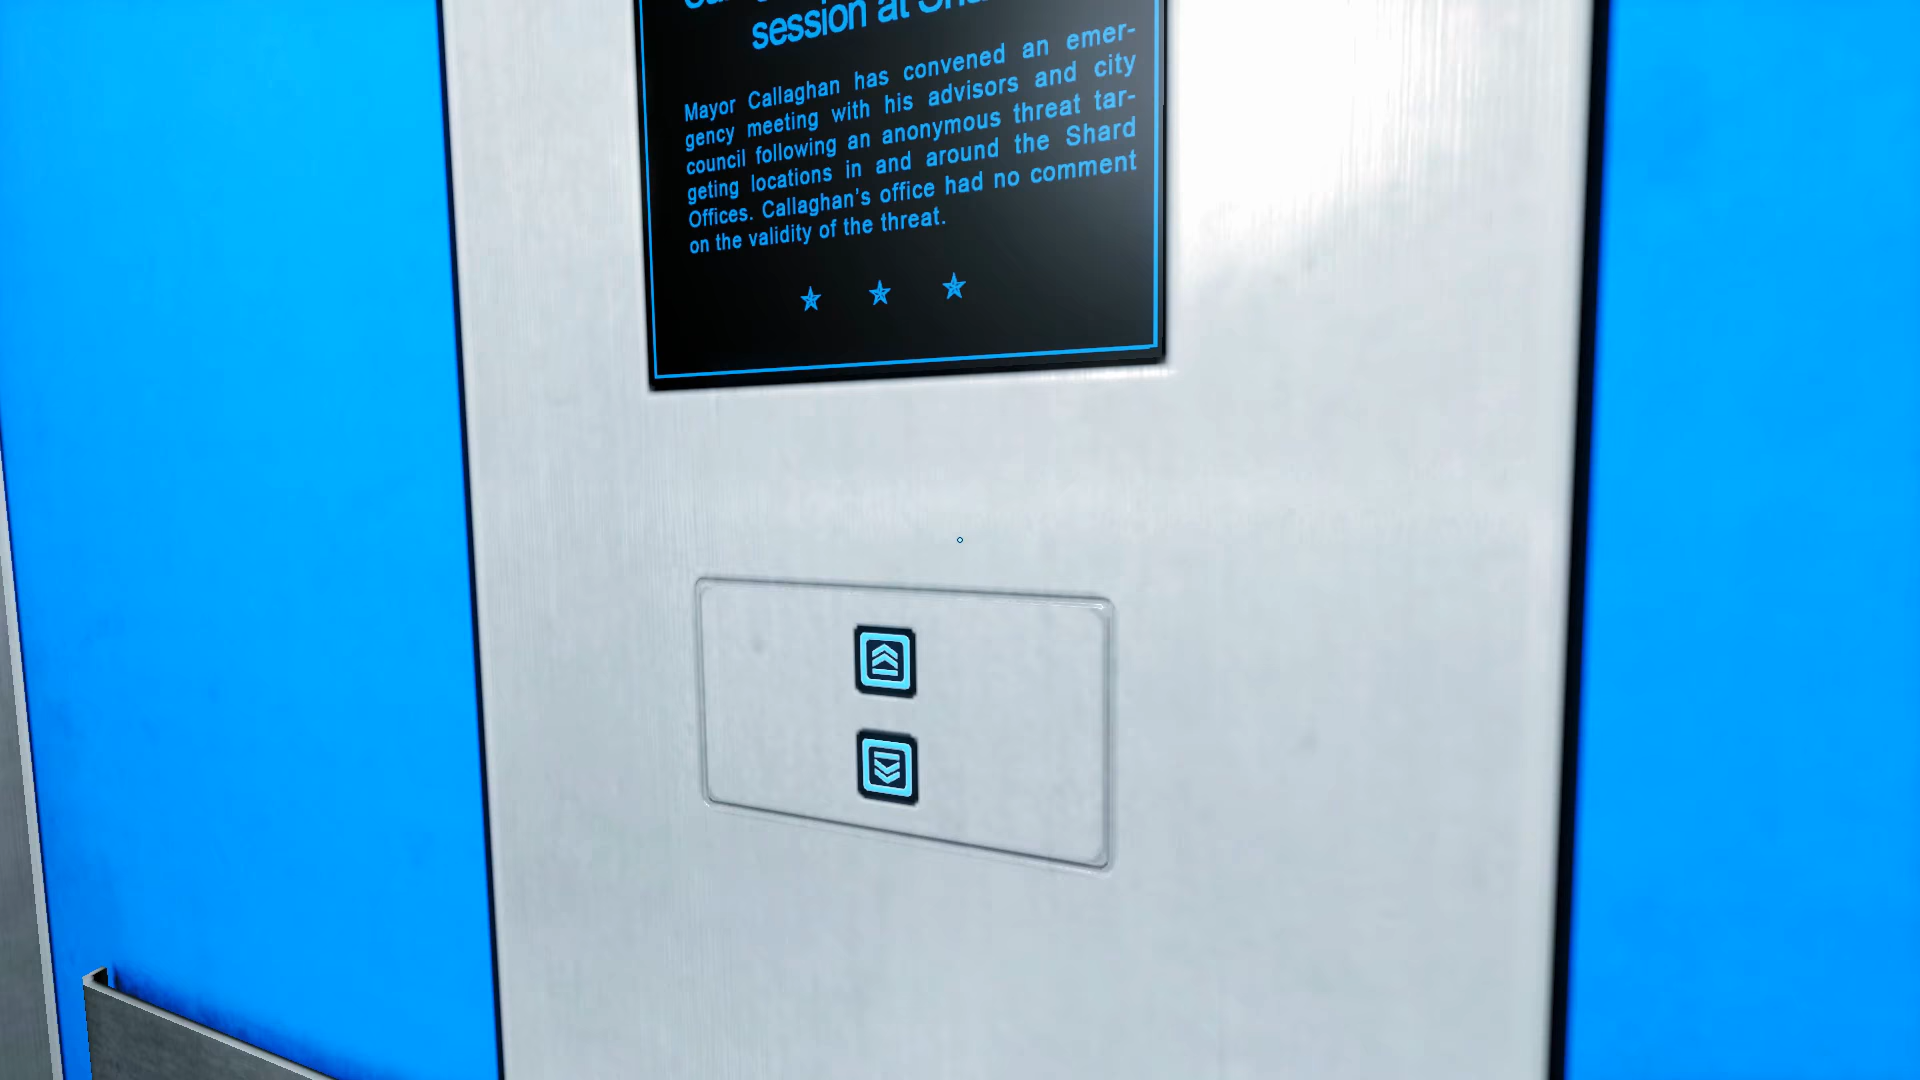 session at
Mayor Callaghan has convened an emer-
gency meeting with his advisors and city
council following an anonymous threat tar-
geting locations in and around the Shard
Offices. Callaghan's office had no comment
on the validity of the threat.